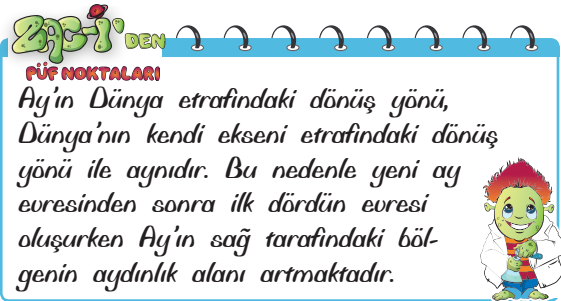 ZAC-I'DEN
PÜF NOKTALARI
Ay'ın Dünya etrafındaki dönüş yönü,
Dünya'nın kendi ekseni etrafındaki dönüş
yönü ile aynıdır. Bu nedenle yeni ay
evresinden sonra ilk dördün evresi
oluşurken Ay'ın sağ tarafındaki böl-
genin aydınlık alanı artmaktadır.